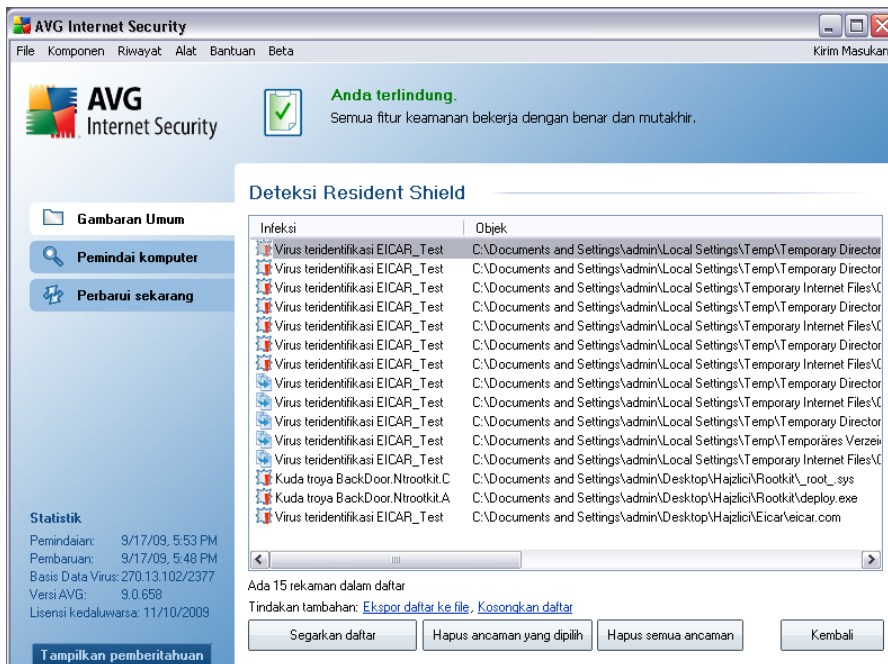 AVG Internet Security
File Komponen Riwayat Alat Bantuan Beta Kirim Masukan
AVG
Internet Security
Anda terlindung.
Semua fitur keamanan bekerja dengan benar dan mutakhir.
Gambaran Umum
Pemindai komputer
Perbarui sekarang
Deteksi Resident Shield
Infeksi Objek
Virus teridentifikasi EICAR_Test C:\Documents and Settings\admin\Local Settings\Temp\Temporary Director
Virus teridentifikasi EICAR_Test C:\Documents and Settings\admin\Local Settings\Temp\Temporary Director
Virus teridentifikasi EICAR_Test C:\Documents and Settings\admin\Local Settings\Temporary Internet Files\C
Virus teridentifikasi EICAR_Test C:\Documents and Settings\admin\Local Settings\Temp\Temporary Director
Virus teridentifikasi EICAR_Test C:\Documents and Settings\admin\Local Settings\Temporary Internet Files\C
Virus teridentifikasi EICAR_Test C:\Documents and Settings\admin\Local Settings\Temp\Temporary Director
Virus teridentifikasi EICAR_Test C:\Documents and Settings\admin\Local Settings\Temporary Internet Files\C
Virus teridentifikasi EICAR_Test C:\Documents and Settings\admin\Local Settings\Temp\Temporary Director
Virus teridentifikasi EICAR_Test C:\Documents and Settings\admin\Local Settings\Temporary Internet Files\C
Virus teridentifikasi EICAR_Test C:\Documents and Settings\admin\Local Settings\Temp\Temporary Director
Virus teridentifikasi EICAR_Test C:\Documents and Settings\admin\Local Settings\Temp\Temporäres Verzei
Virus teridentifikasi EICAR_Test C:\Documents and Settings\admin\Local Settings\Temporary Internet Files\C
Kuda troya BackDoor.Ntrootkit.C C:\Documents and Settings\admin\Desktop\Hajzlici\Rootkit\_root_.sys
Kuda troya BackDoor.Ntrootkit.A C:\Documents and Settings\admin\Desktop\Hajzlici\Rootkit\deploy.exe
Virus teridentifikasi EICAR_Test C:\Documents and Settings\admin\Desktop\Hajzlici\Eicar\eicar.com
Ada 15 rekaman dalam daftar
Tindakan tambahan: Ekspor daftar ke file, Kosongkan daftar
Segarkan daftar Hapus ancaman yang dipilih Hapus semua ancaman Kembali
Statistik
Pemindaian: 9/17/09, 5:53 PM
Pembaruan: 9/17/09, 5:48 PM
Basis Data Virus: 270.13.102/2377
Versi AVG: 9.0.658
Lisensi kedaluwarsa: 11/10/2009
Tampilkan pemberitahuan